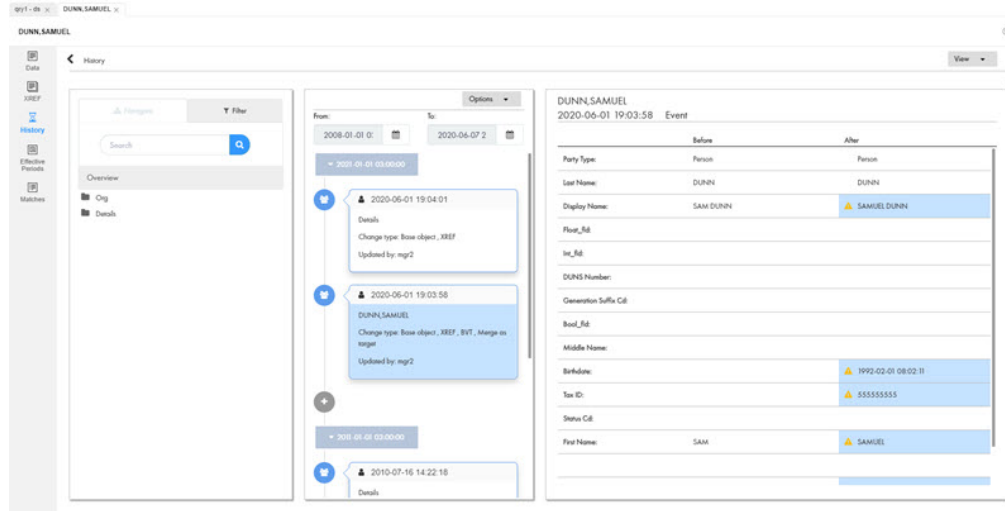 qry1 - ds ×
DUNN,SAMUEL ×
DUNN,SAMUEL
Data
XREF
History
Effective
Periods
Matches
History
View
Navigator
Filter
Search
Overview
Org
Details
Options
From:
To:
2008-01-01 0:
2020-06-07 2
2021-01-01 03:00:00
2020-06-01 19:04:01
Details
Change type: Base object , XREF
Updated by: mgr2
2020-06-01 19:03:58
DUNN,SAMUEL
Change type: Base object , XREF , BVT , Merge as
target
Updated by: mgr2
2011-01-01 03:00:00
2010-07-16 14:22:18
Details
DUNN,SAMUEL
2020-06-01 19:03:58 Event
Before After
Party Type: Person Person
Last Name: DUNN DUNN
Display Name: SAM DUNN SAMUEL DUNN
Float_fld:
Int_fld:
DUNS Number:
Generation Suffix Cd:
Bool_fld:
Middle Name:
Birthdate: 1992-02-01 08:02:11
Tax ID: 555555555
Status Cd:
First Name: SAM SAMUEL